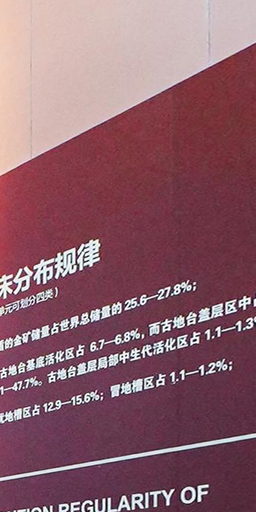 床分布规律
单元可划分四类）
的金矿储量占世界总储量的 25.6—27.8%；
古地台基底活化区占 6.7—6.8%，而古地台盖层区中
1—47.7%。古地台盖层局部中生代活化区占 1.1—1.3%
地槽区占 12.9—15.6%；冒地槽区占 1.1—1.2%；
UTION REGULARITY OF